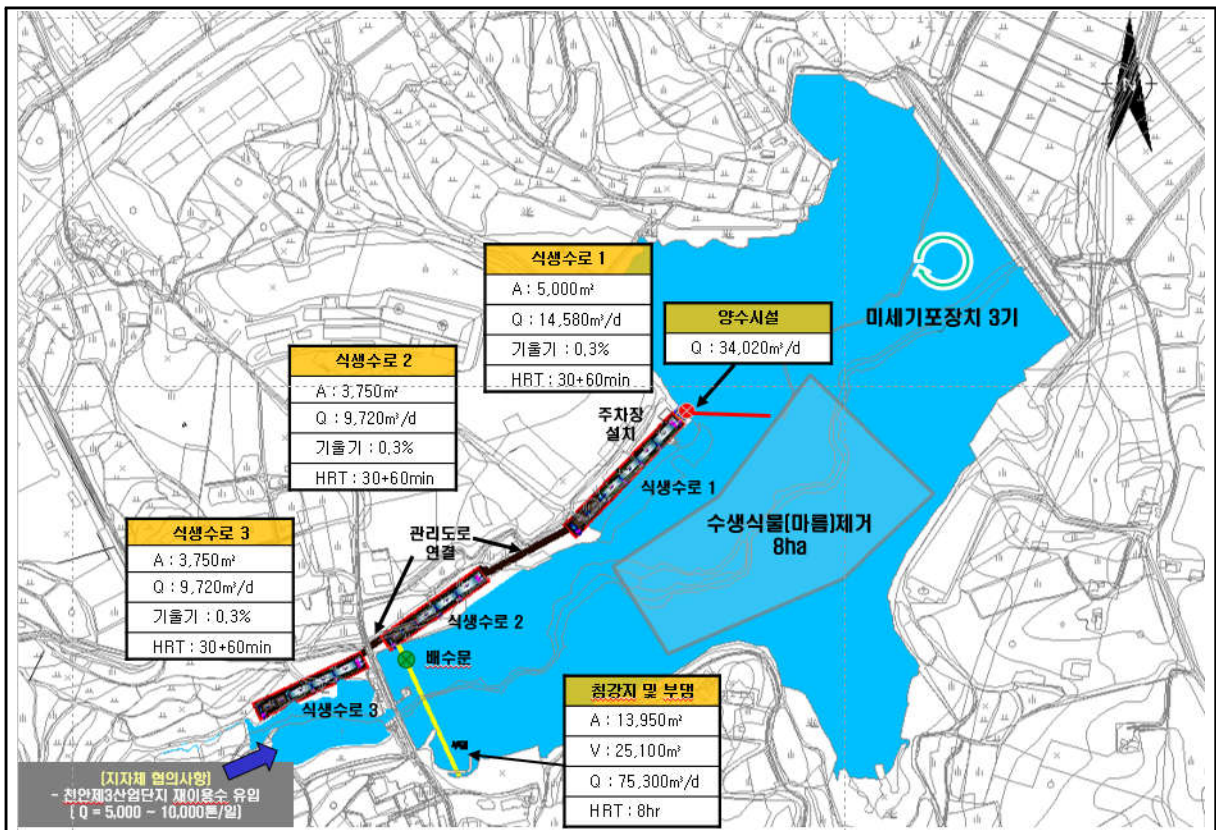 N
식생수로 1
A : 5,000㎡
Q : 14,580㎥/d
기울기 : 0.3%
HRT : 30+60min
양수시설
Q : 34,020㎥/d
미세기포장치 3기
식생수로 2
A : 3,750㎡
Q : 9,720㎥/d
기울기 : 0.3%
HRT : 30+60min
주차장
설치
식생수로 1
수생식물(마름)제거
8ha
식생수로 3
A : 3,750㎡
Q : 9,720㎥/d
기울기 : 0.3%
HRT : 30+60min
관리도로
연결
식생수로 2
배수문
식생수로 3
침강지 및 부댐
A : 13,950㎡
V : 25,100㎥
Q : 75,300㎥/d
HRT : 8hr
부댐
[지자체 협의사항]
- 천안제3산업단지 재이용수 유입
( Q = 5,000 ~ 10,000톤/일)